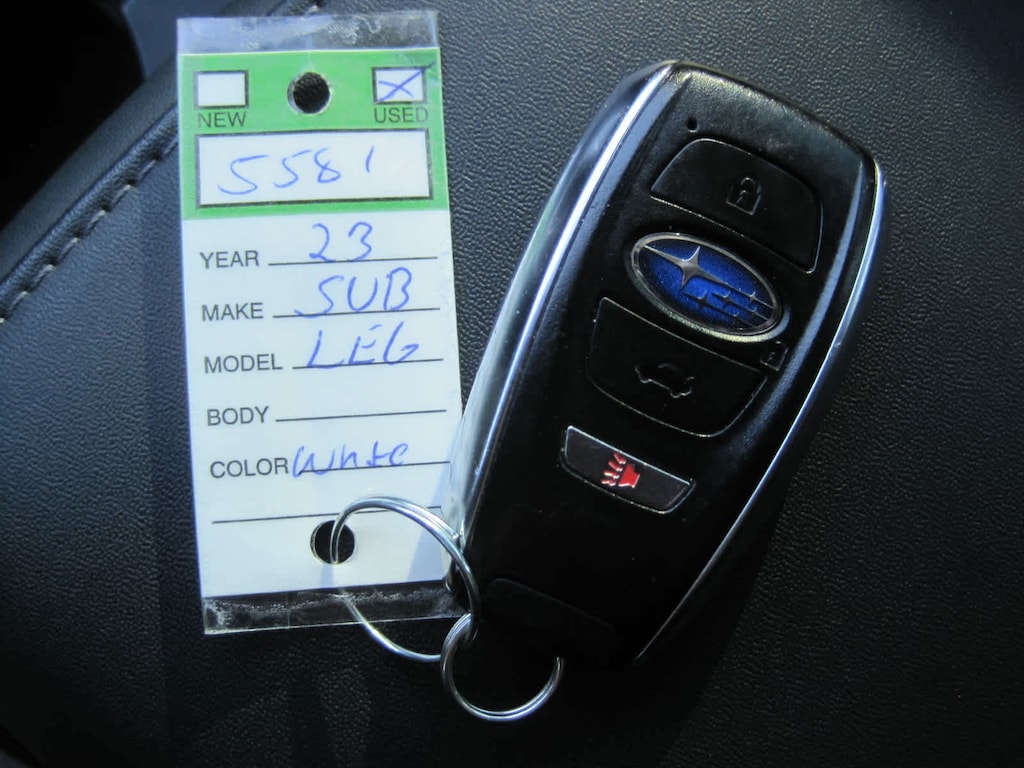 NEW USED
5581
YEAR 23
MAKE SUB
MODEL LEG
BODY
COLOR White